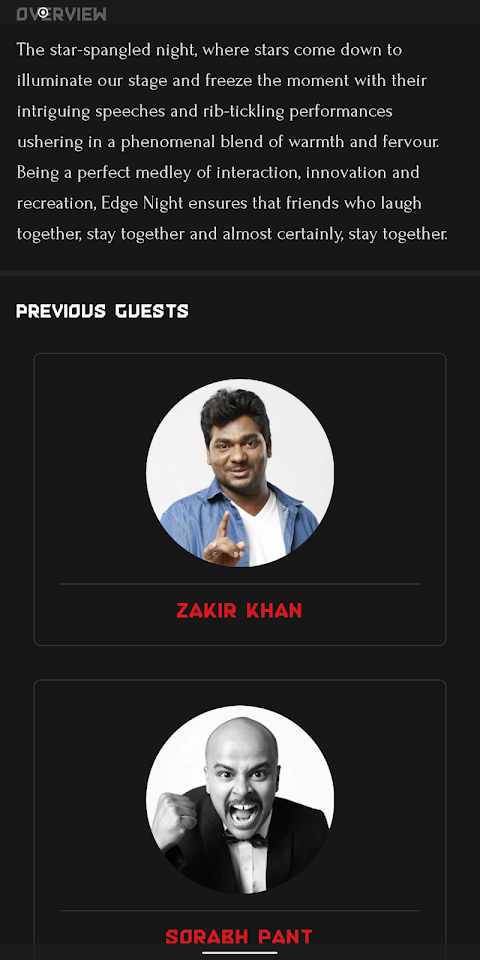 OVERVIEW
The star-spangled night, where stars come down to
illuminate our stage and freeze the moment with their
intriguing speeches and rib-tickling performances
ushering in a phenomenal blend of warmth and fervour.
Being a perfect medley of interaction, innovation and
recreation, Edge Night ensures that friends who laugh
together, stay together and almost certainly, stay together.
PREVIOUS GUESTS
ZAKIR KHAN
SORABH PANT